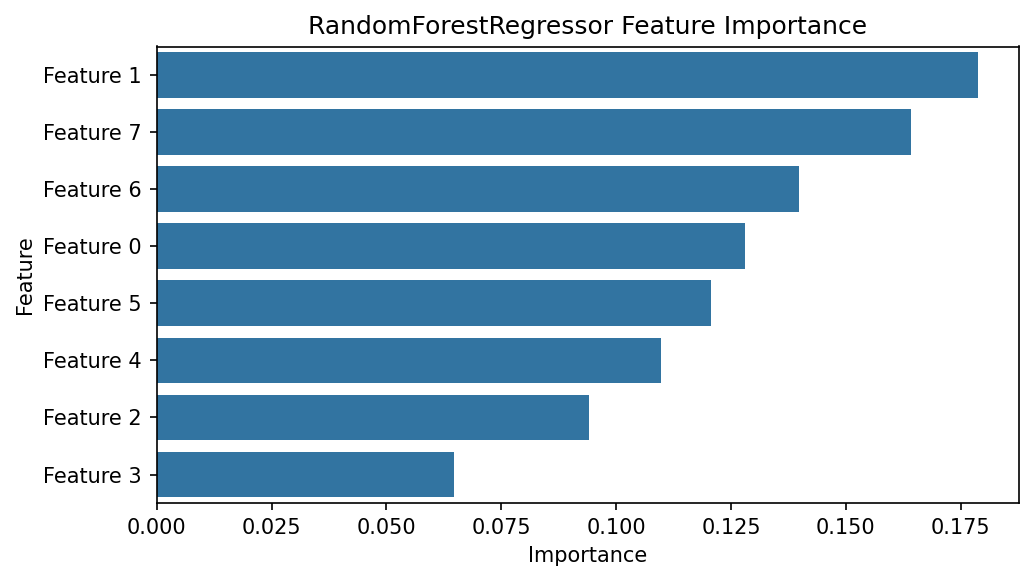 RandomForestRegressor Feature Importance
Feature
Feature 1
Feature 7
Feature 6
Feature 0
Feature 5
Feature 4
Feature 2
Feature 3
0.000 0.025 0.050 0.075 0.100 0.125 0.150 0.175
Importance